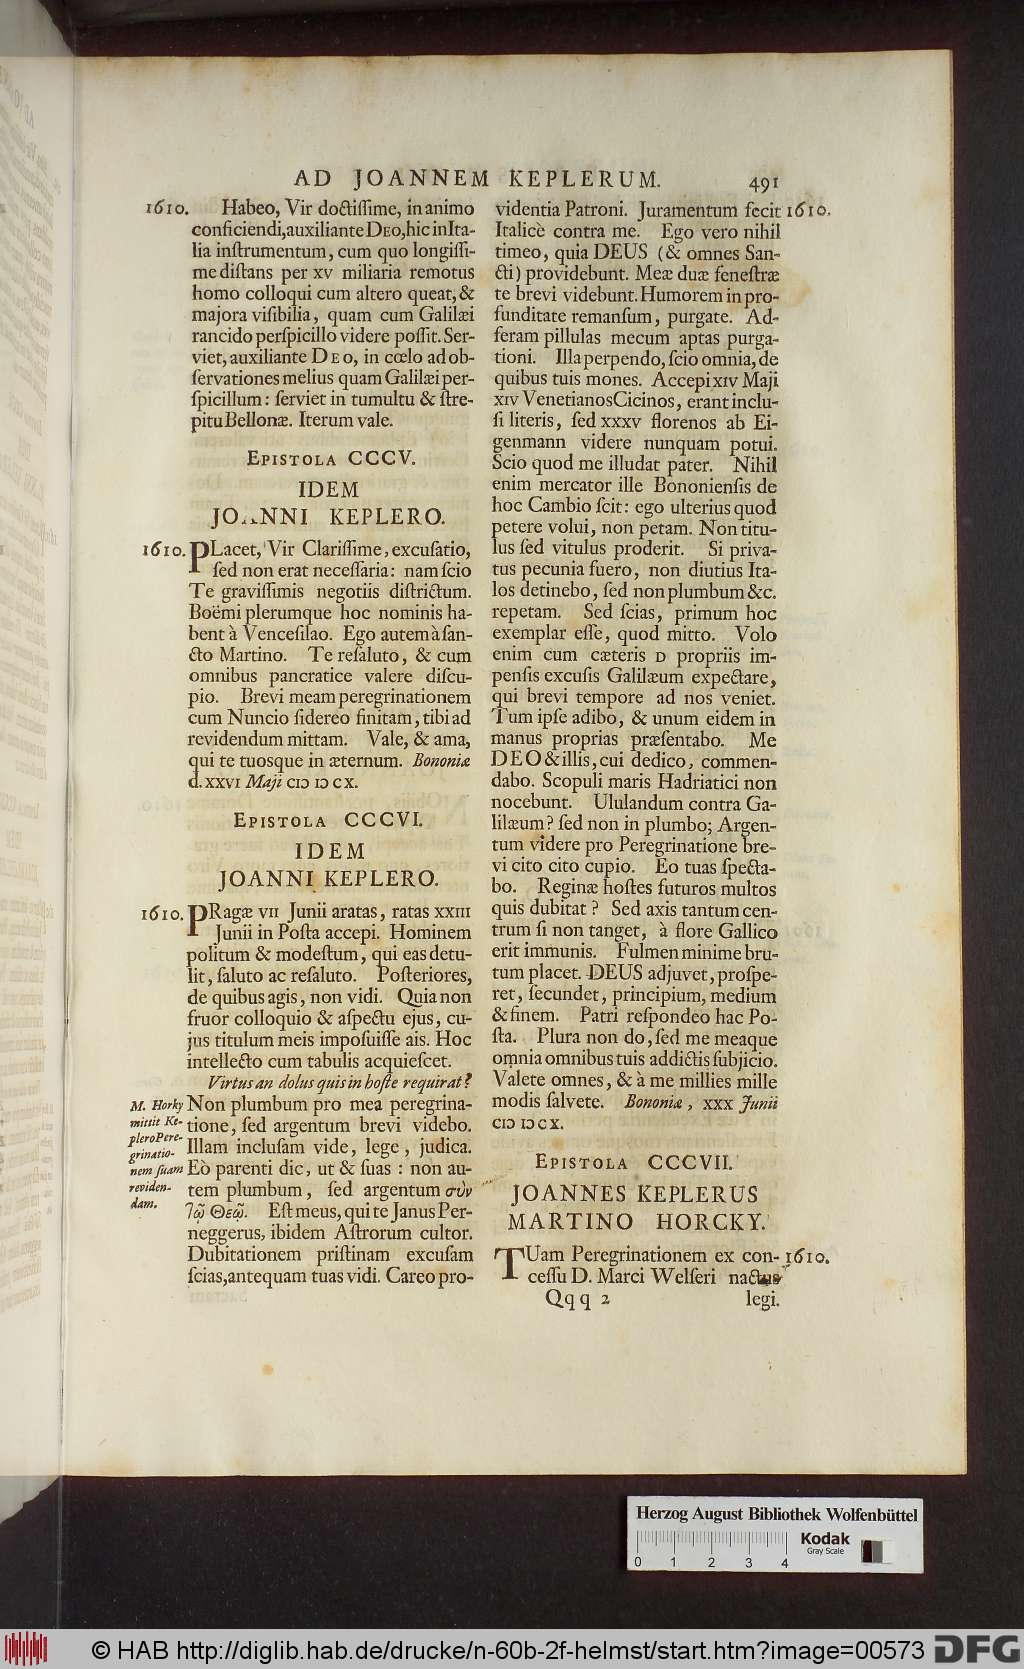 AD JOANNEM KEPLERUM. 491
1610. Habeo, Vir doctiſſime, in animo
conficiendi, auxiliante DEO, hic in Ita-
lia inſtrumentum, cum quo longiſſi-
me diſtans per XV miliaria remotus
homo colloqui cum altero queat, &
majora viſibilia, quam cum Galilæi
rancido perſpicillo videre poſſit. Ser-
viet, auxiliante DEO, in cœlo ad ob-
ſervationes melius quam Galilæi per-
ſpicillum: ſerviet in tumultu & ſtre-
pitu Bellonæ. Iterum vale.
EPISTOLA CCCV.
IDEM
JOANNI KEPLERO.
1610. PLacet, Vir Clariſſime, excuſatio,
ſed non erat neceſſaria: nam ſcio
Te graviſſimis negotiis diſtrictum.
Boëmi plerumque hoc nominis ha-
bent à Venceſilao. Ego autem à ſan-
cto Martino. Te reſaluto, & cum
omnibus pancratice valere diſcu-
pio. Brevi meam peregrinationem
cum Nuncio ſidereo finitam, tibi ad
revidendum mittam. Vale, & ama,
qui te tuosque in æternum. Bononiæ
d. XXVI Maji CIↃ IↃ C X.
EPISTOLA CCCVI.
IDEM
JOANNI KEPLERO.
1610. PRagæ VII Junii aratas, ratas XXIII
Junii in Poſta accepi. Hominem
politum & modeſtum, qui eas detu-
lit, ſaluto ac reſaluto. Poſteriores,
de quibus agis, non vidi. Quia non
fruor colloquio & aſpectu ejus, cu-
jus titulum meis impoſuiſſe ais. Hoc
intellecto cum tabulis acquieſcet.
Virtus an dolus quis in hoſte requirat?
M. Horky
mittit Ke-
plero Pere-
grinatio-
nem ſuam
reviden-
dam.
Non plumbum pro mea peregrina-
tione, ſed argentum brevi videbo.
Illam incluſam vide, lege, judica.
Eò parenti dic, ut & ſuas: non au-
tem plumbum, ſed argentum σὺν
Τῷ Θεῷ. Eſt meus, qui te Janus Per-
neggerus, ibidem Aſtrorum cultor.
Dubitationem priſtinam excuſam
ſcias, antequam tuas vidi. Careo pro-
videntia Patroni. Juramentum fecit 1610.
Italicè contra me. Ego vero nihil
timeo, quia DEUS (& omnes San-
cti) providebunt. Meæ duæ feneſtræ
te brevi videbunt. Humorem in pro-
funditate remanſum, purgate. Ad-
feram pillulas mecum aptas purga-
tioni. Illa perpendo, ſcio omnia, de
quibus tuis mones. Accepi XIV Maji
XIV Venetianos Cicinos, erant inclu-
ſi literis, ſed XXXV florenos ab Ei-
genmann videre nunquam potui.
Scio quod me illudat pater. Nihil
enim mercator ille Bononienſis de
hoc Cambio ſcit: ego ulterius quod
petere volui, non petam. Non titu-
lus ſed vitulus proderit. Si priva-
tus pecunia fuero, non diutius Ita-
los detinebo, ſed non plumbum &c.
repetam. Sed ſcias, primum hoc
exemplar eſſe, quod mitto. Volo
enim cum cæteris D propriis im-
penſis excuſis Galilæum expectare,
qui brevi tempore ad nos veniet.
Tum ipſe adibo, & unum eidem in
manus proprias præſentabo. Me
DEO & illis, cui dedico, commen-
dabo. Scopuli maris Hadriatici non
nocebunt. Ululandum contra Ga-
lilæum? ſed non in plumbo; Argen-
tum videre pro Peregrinatione bre-
vi cito cito cupio. Eo tuas ſpecta-
bo. Reginæ hoſtes futuros multos
quis dubitat? Sed axis tantum cen-
trum ſi non tanget, à flore Gallico
erit immunis. Fulmen minime bru-
tum placet. DEUS adjuvet, proſpe-
ret, ſecundet, principium, medium
& finem. Patri reſpondeo hac Po-
ſta. Plura non do, ſed me meaque
omnia omnibus tuis addictis ſubjicio.
Valete omnes, & à me millies mille
modis ſalvete. Bononiæ, XXX Junii
CIↃ IↃ C X.
EPISTOLA CCCVII.
JOANNES KEPLERUS
MARTINO HORCKY.
TUam Peregrinationem ex con- 1610.
ceſſu D. Marci Welſeri nactus
Qqq 2 legi.
Herzog August Bibliothek Wolfenbüttel
Kodak
Gray Scale
0 1 2 3 4
© HAB http://diglib.hab.de/drucke/n-60b-2f-helmst/start.htm?image=00573 DFG